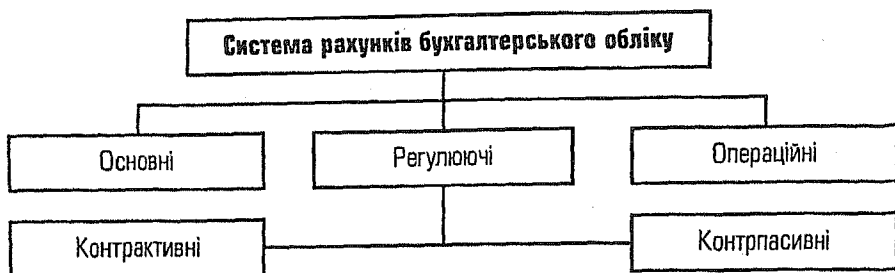 Система рахунків бухгалтерського обліку
Основні
Регулюючі
Операційні
Контрактивні
Контрпасивні